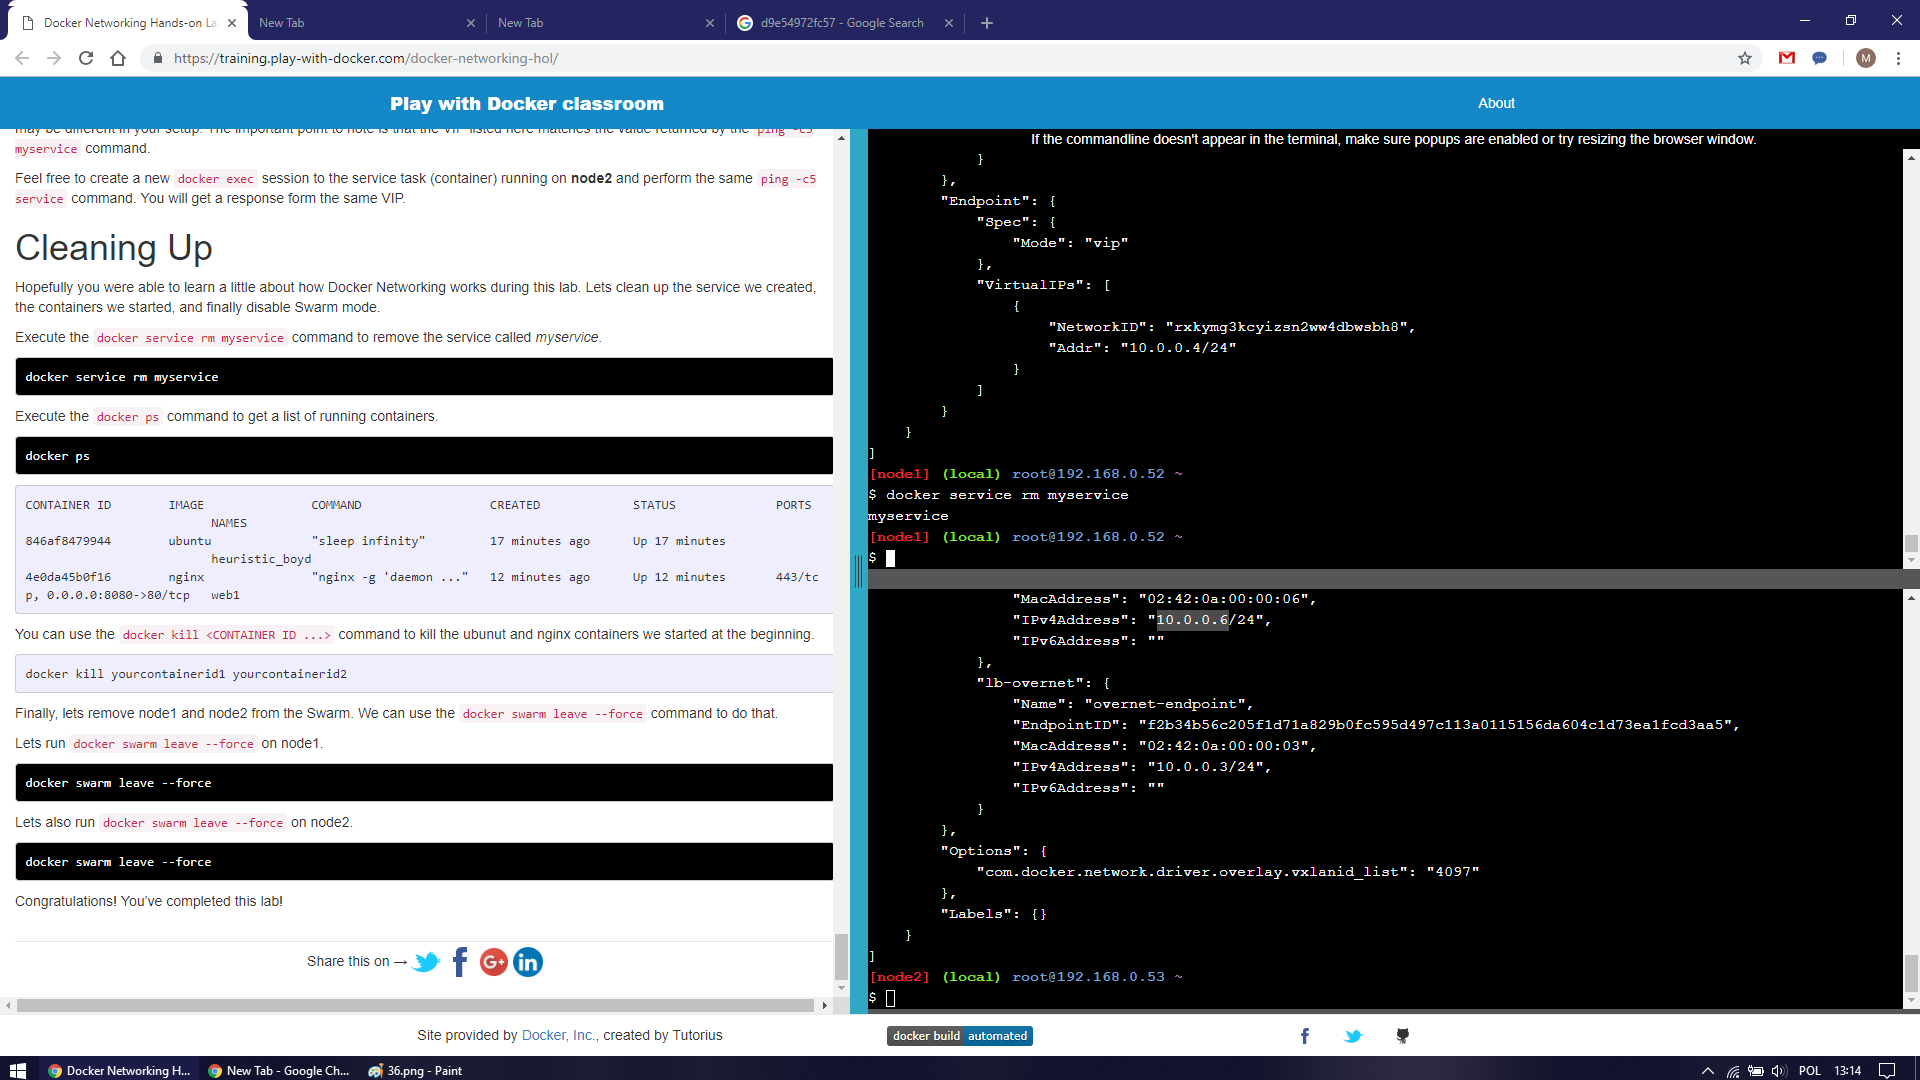 Docker Networking Hands-on La
New Tab
New Tab
d9e54972fc57 - Google Search
https://training.play-with-docker.com/docker-networking-hol/
M
Play with Docker classroom
About
may be different in your setup. The important point to note is that the VIP listed here matches the value returned by the ping -c5
myservice command.
Feel free to create a new docker exec session to the service task (container) running on node2 and perform the same ping -c5
service command. You will get a response form the same VIP.
Cleaning Up
Hopefully you were able to learn a little about how Docker Networking works during this lab. Lets clean up the service we created,
the containers we started, and finally disable Swarm mode.
Execute the docker service rm myservice command to remove the service called myservice.
docker service rm myservice
Execute the docker ps command to get a list of running containers.
docker ps
CONTAINER ID IMAGE COMMAND CREATED STATUS PORTS
NAMES
846af8479944 ubuntu "sleep infinity" 17 minutes ago Up 17 minutes
heuristic_boyd
4e0da45b0f16 nginx "nginx -g 'daemon ..." 12 minutes ago Up 12 minutes 443/tc
p, 0.0.0.0:8080->80/tcp web1
You can use the docker kill <CONTAINER ID ...> command to kill the ubunut and nginx containers we started at the beginning.
docker kill yourcontainerid1 yourcontainerid2
Finally, lets remove node1 and node2 from the Swarm. We can use the docker swarm leave --force command to do that.
Lets run docker swarm leave --force on node1.
docker swarm leave --force
Lets also run docker swarm leave --force on node2.
docker swarm leave --force
Congratulations! You've completed this lab!
Share this on →
If the commandline doesn't appear in the terminal, make sure popups are enabled or try resizing the browser window.
}
},
"Endpoint": {
"Spec": {
"Mode": "vip"
},
"VirtualIPs": [
{
"NetworkID": "rxkymg3kcyizsn2ww4dbwsbh8",
"Addr": "10.0.0.4/24"
}
]
}
}
]
[node1] (local) root@192.168.0.52 ~
$ docker service rm myservice
myservice
[node1] (local) root@192.168.0.52 ~
$
"MacAddress": "02:42:0a:00:00:06",
"IPv4Address": "10.0.0.6/24",
"IPv6Address": ""
},
"lb-overnet": {
"Name": "overnet-endpoint",
"EndpointID": "f2b34b56c205f1d71a829b0fc595d497c113a0115156da604c1d73ea1fcd3aa5",
"MacAddress": "02:42:0a:00:00:03",
"IPv4Address": "10.0.0.3/24",
"IPv6Address": ""
}
},
"Options": {
"com.docker.network.driver.overlay.vxlanid_list": "4097"
},
"Labels": {}
}
]
[node2] (local) root@192.168.0.53 ~
$
Site provided by Docker, Inc., created by Tutorius
docker build automated
Docker Networking H...
New Tab - Google Ch...
36.png - Paint
POL
13:14